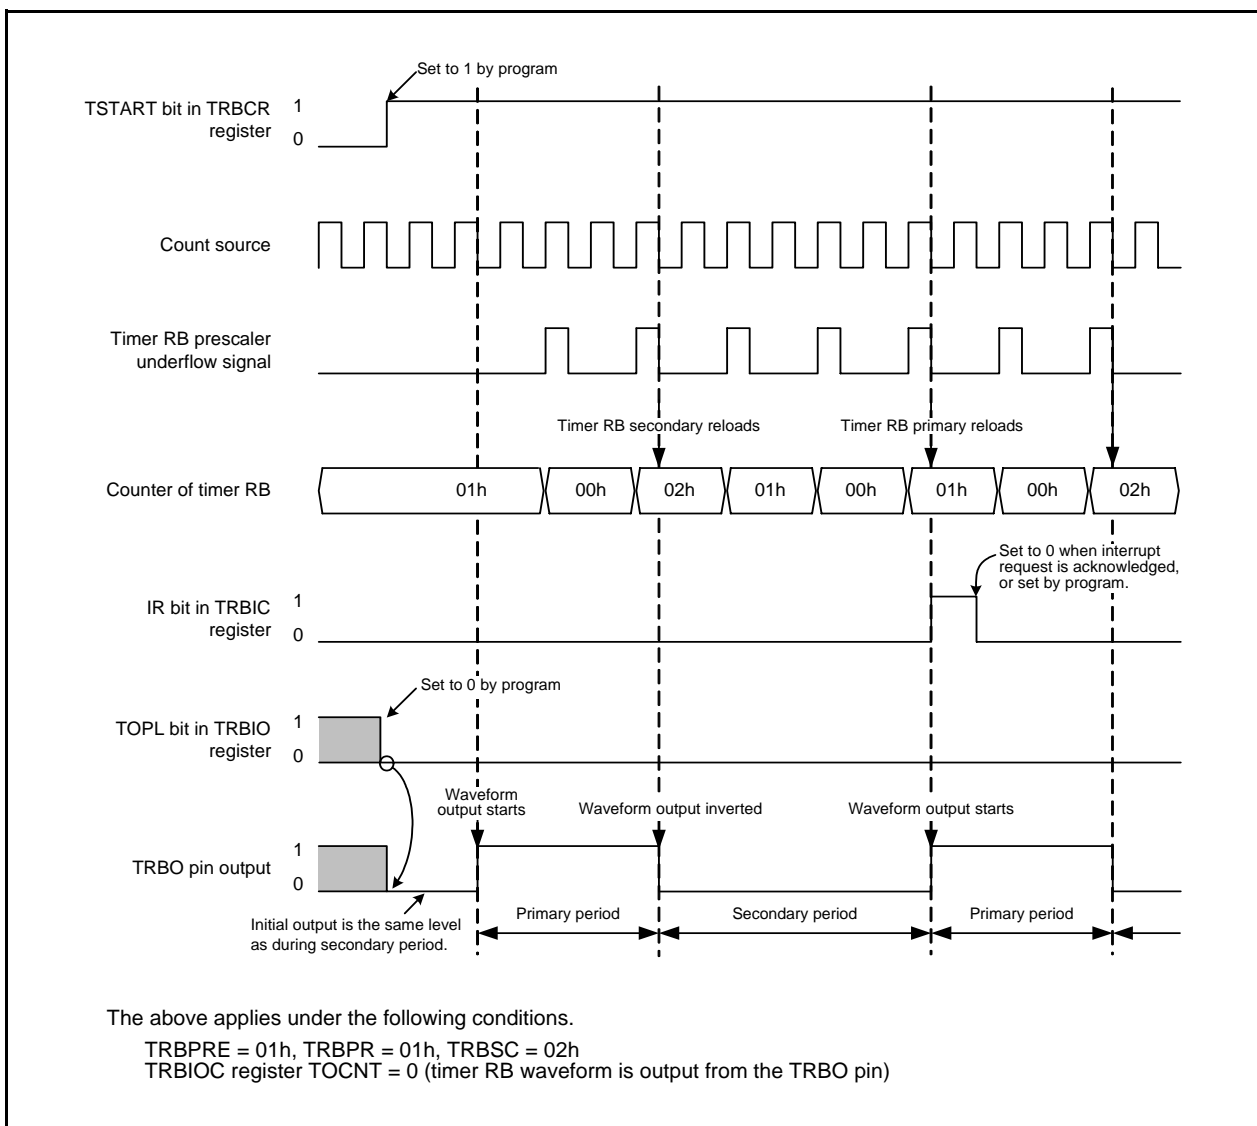 Set to 1 by program
TSTART bit in TRBCR
register
1
0
Count source
Timer RB prescaler
underflow signal
Timer RB secondary reloads
Timer RB primary reloads
Counter of timer RB
01h
00h
02h
01h
00h
01h
00h
02h
Set to 0 when interrupt
request is acknowledged,
or set by program.
IR bit in TRBIC
register
1
0
Set to 0 by program
TOPL bit in TRBIO
register
1
0
Waveform
output starts
Waveform output inverted
Waveform output starts
TRBO pin output
1
0
Initial output is the same level
as during secondary period.
Primary period
Secondary period
Primary period
The above applies under the following conditions.
TRBPRE = 01h, TRBPR = 01h, TRBSC = 02h
TRBIOC register TOCNT = 0 (timer RB waveform is output from the TRBO pin)